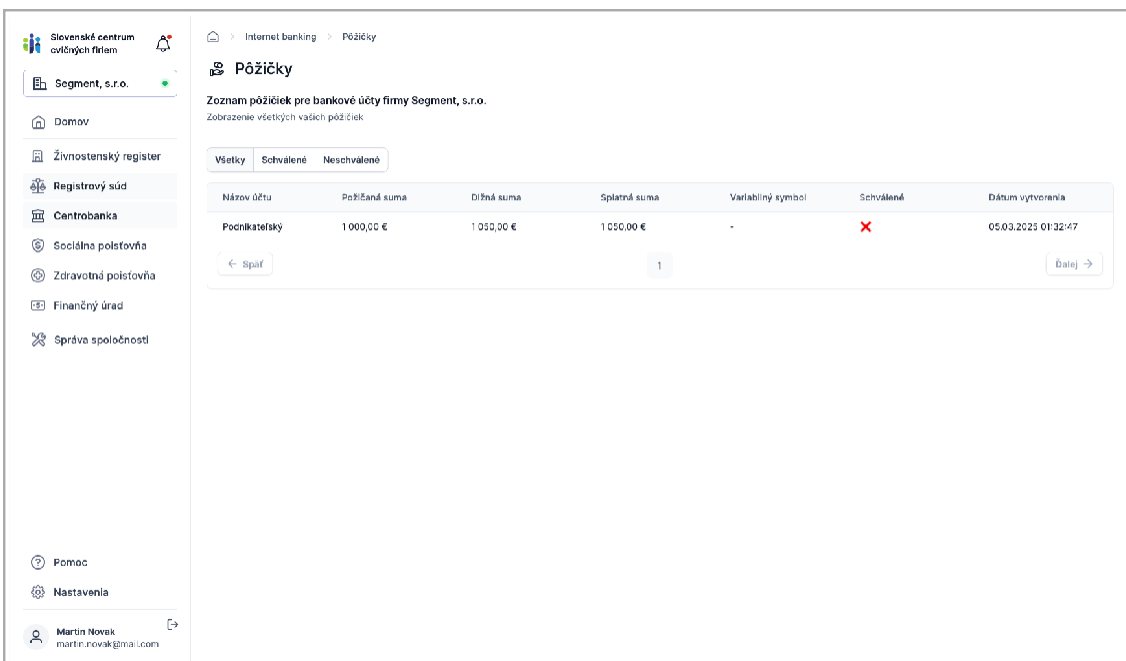 Slovenské centrum
cvičných firiem
Segment, s.r.o.
Domov
Živnostenský register
Registrový súd
Centrobanka
Sociálna poisťovňa
Zdravotná poisťovňa
Finančný úrad
Správa spoločnosti
Pomoc
Nastavenia
Martin Novak
martin.novak@mail.com
Internet banking > Pôžičky
Pôžičky
Zoznam pôžičiek pre bankové účty firmy Segment, s.r.o.
Zobrazenie všetkých vašich pôžičiek
Všetky Schválené Neschválené
Názov účtu Požičaná suma Dlžná suma Splatná suma Variabilný symbol Schválené Dátum vytvorenia
Podnikateľský 1 000,00 € 1 050,00 € 1 050,00 € - 05.03.2025 01:32:47
← Späť 1 Ďalej →